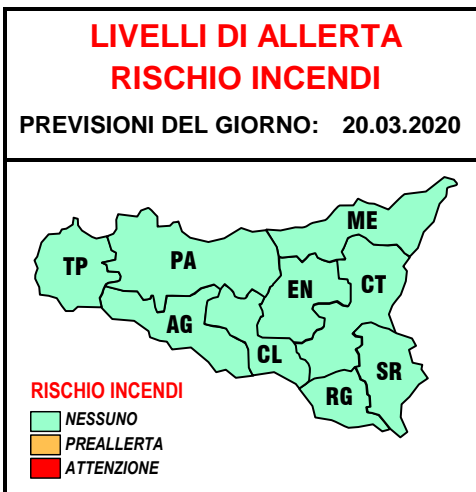 LIVELLI DI ALLERTA
RISCHIO INCENDI
PREVISIONI DEL GIORNO: 20.03.2020
ME
TP
PA
EN
CT
AG
CL
SR
RG
RISCHIO INCENDI
NESSUNO
PREALLERTA
ATTENZIONE